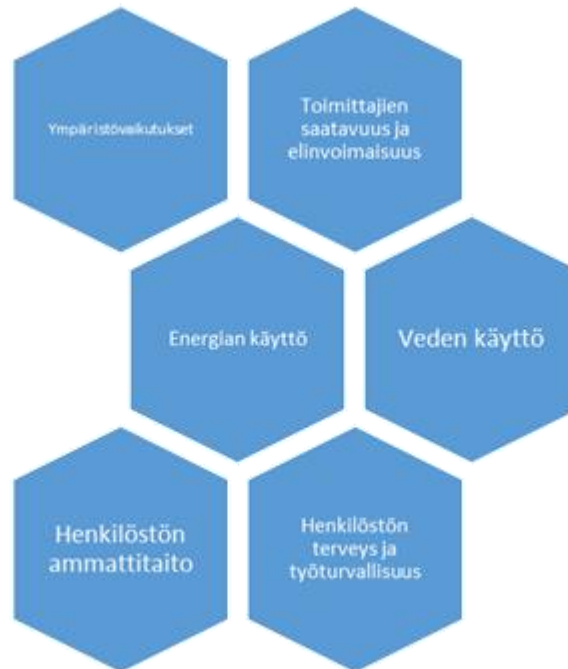 Ympäristövaikutukset
Toimittajien
saatavuus ja
elinvoimaisuus
Energian käyttö
Veden käyttö
Henkilöstön
ammattitaito
Henkilöstön
terveys ja
työturvallisuus